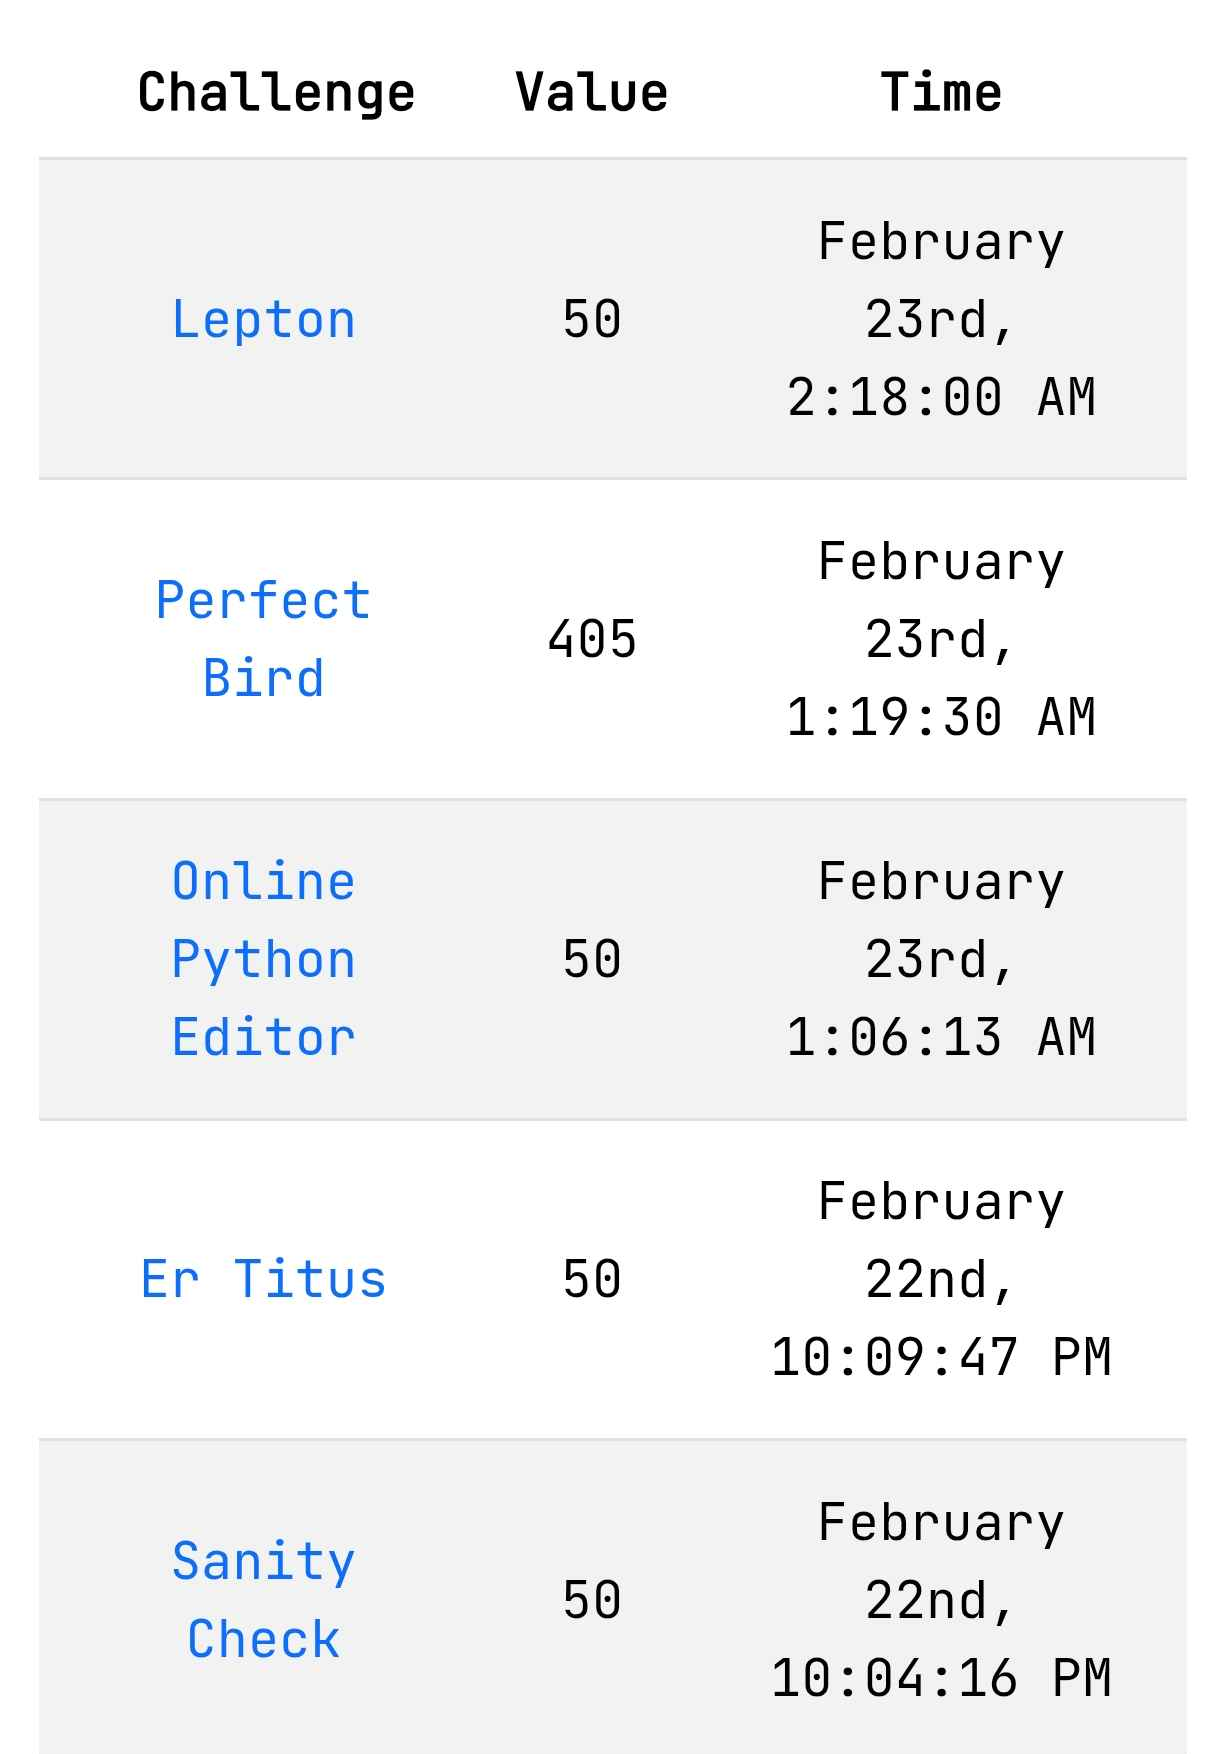 Challenge Value Time
February
Lepton 50 23rd,
2:18:00 AM
February
Perfect
405 23rd,
Bird
1:19:30 AM
Online February
Python 50 23rd,
Editor 1:06:13 AM
February
Er Titus 50 22nd,
10:09:47 PM
February
Sanity
50 22nd,
Check
10:04:16 PM